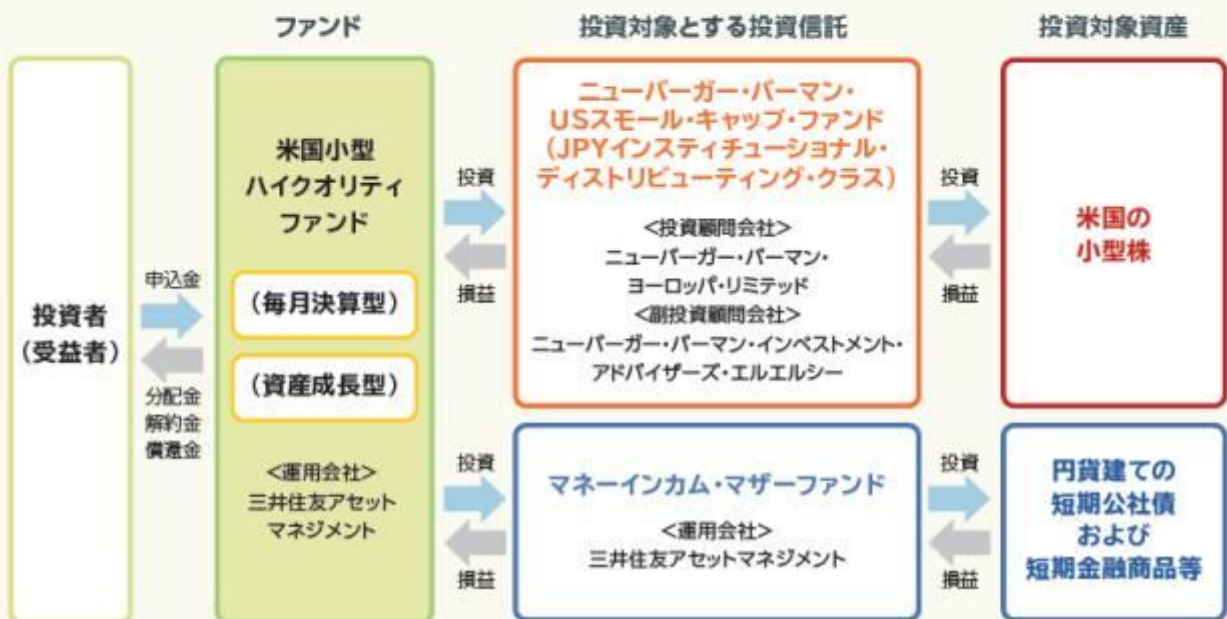 ファンド
投資対象とする投資信託
投資対象資産
投資者
(受益者)
申込金
分配金
解約金
償還金
米国小型
ハイクオリティ
ファンド
(毎月決算型)
(資産成長型)
<運用会社>
三井住友アセット
マネジメント
投資
損益
投資
損益
ニューバーガー・バーマン・
USスモール・キャップ・ファンド
(JPYインスティチューショナル・
ディストリビューティング・クラス)
<投資顧問会社>
ニューバーガー・バーマン・
ヨーロッパ・リミテッド
<副投資顧問会社>
ニューバーガー・バーマン・インベストメント・
アドバイザーズ・エルエルシー
マネーインカム・マザーファンド
<運用会社>
三井住友アセットマネジメント
投資
損益
投資
損益
米国の
小型株
円貨建ての
短期公社債
および
短期金融商品等